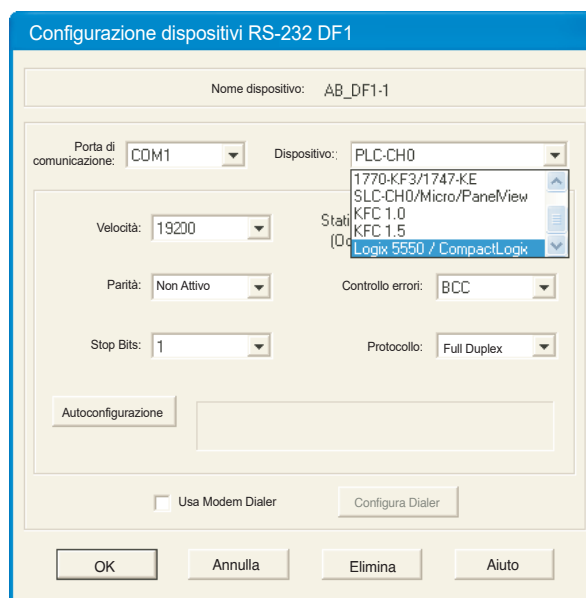 Configurazione dispositivi RS-232 DF1
Nome dispositivo: AB_DF1-1
Porta di
comunicazione: COM1 Dispositivo:: PLC-CH0
1770-KF3/1747-KE
SLC-CH0/Micro/PanelView
KFC 1.0
KFC 1.5
Logix 5550 / CompactLogix
Velocità: 19200
Parità: Non Attivo Controllo errori: BCC
Stop Bits: 1 Protocollo: Full Duplex
Autoconfigurazione
Usa Modem Dialer Configura Dialer
OK Annulla Elimina Aiuto